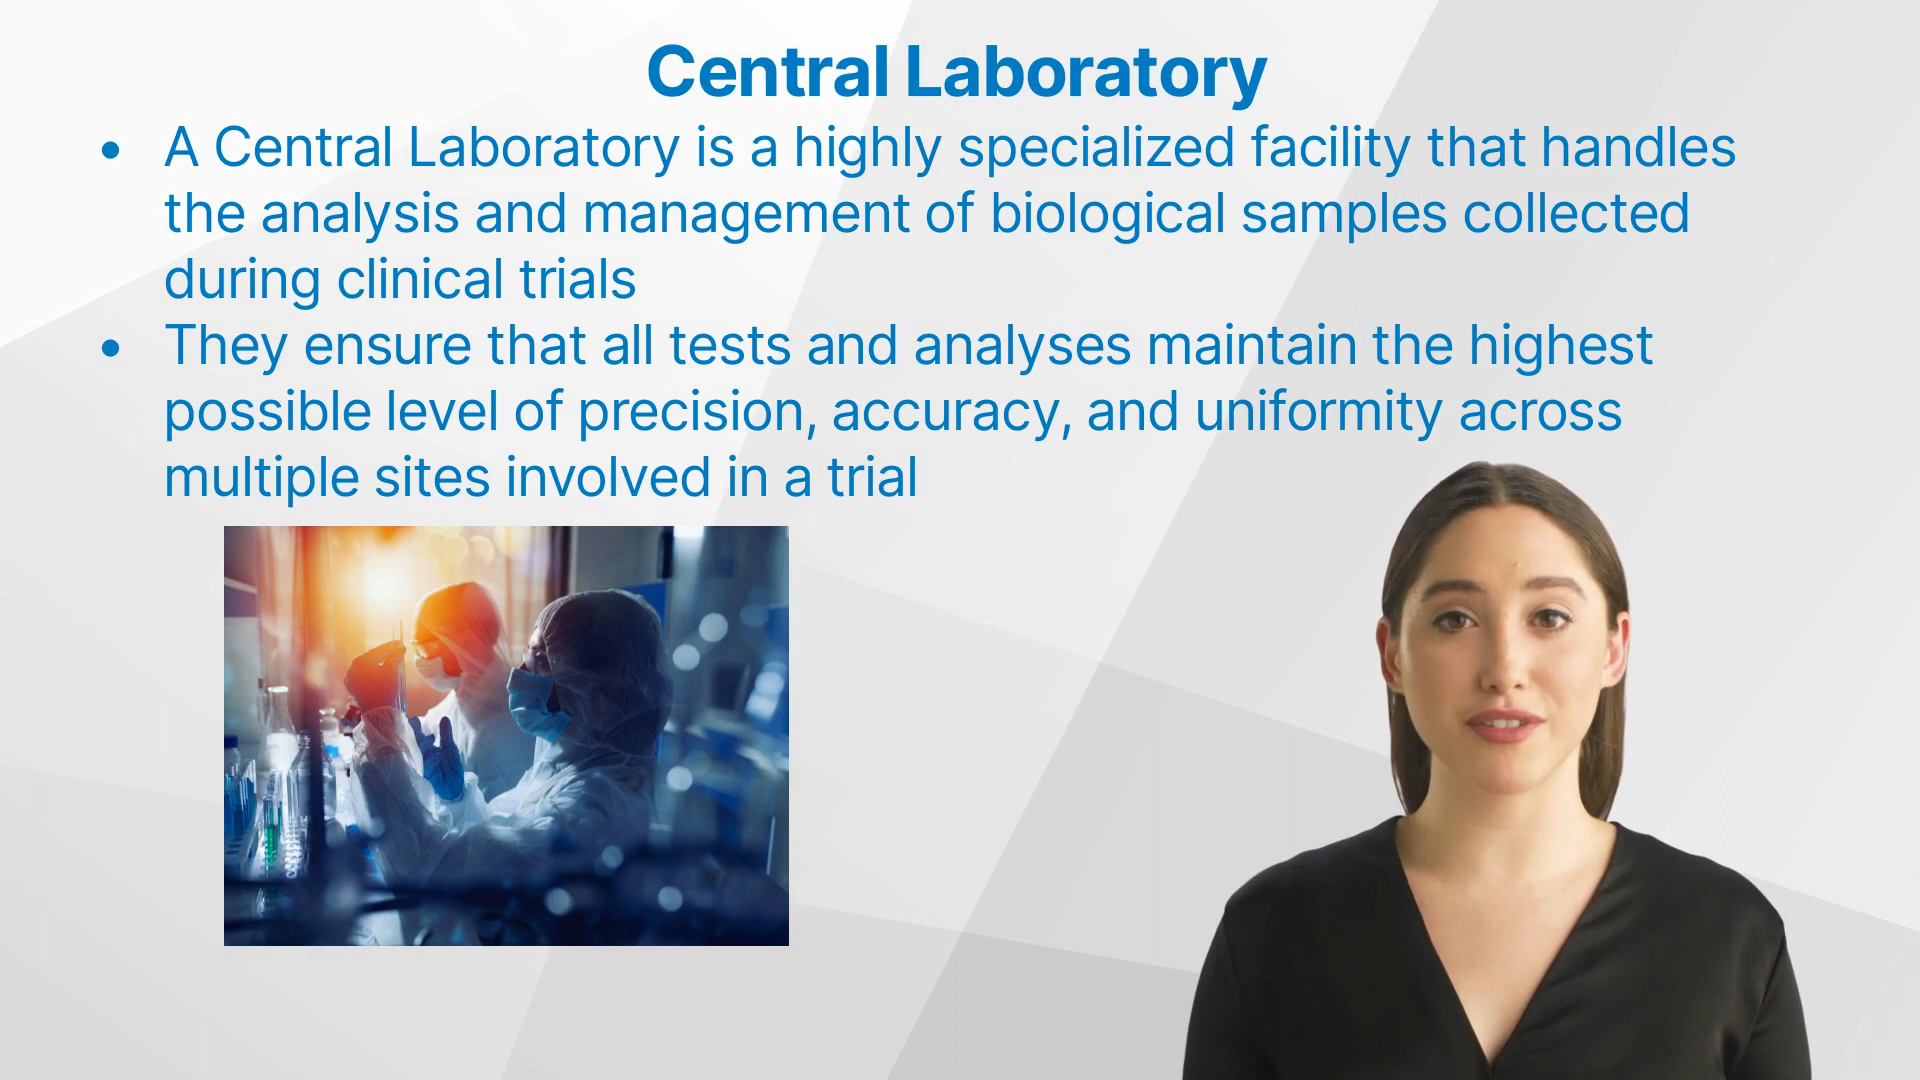 Central Laboratory
• A Central Laboratory is a highly specialized facility that handles
the analysis and management of biological samples collected
during clinical trials
• They ensure that all tests and analyses maintain the highest
possible level of precision, accuracy, and uniformity across
multiple sites involved in a trial